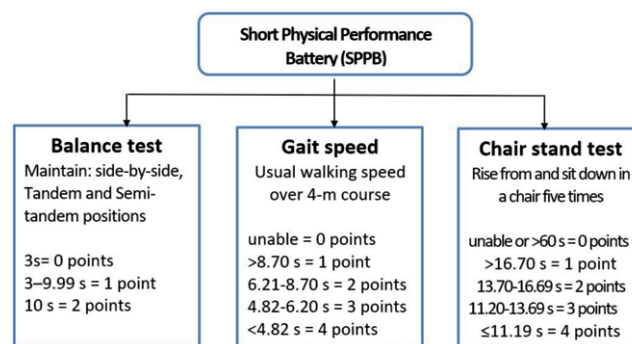 Short Physical Performance
Battery (SPPB)
Balance test
Maintain: side-by-side,
Tandem and Semi-
tandem positions
3s= 0 points
3–9.99 s = 1 point
10 s = 2 points
Gait speed
Usual walking speed
over 4-m course
unable = 0 points
>8.70 s = 1 point
6.21-8.70 s = 2 points
4.82-6.20 s = 3 points
<4.82 s = 4 points
Chair stand test
Rise from and sit down in
a chair five times
unable or >60 s = 0 points
>16.70 s = 1 point
13.70-16.69 s = 2 points
11.20-13.69 s = 3 points
≤11.19 s = 4 points